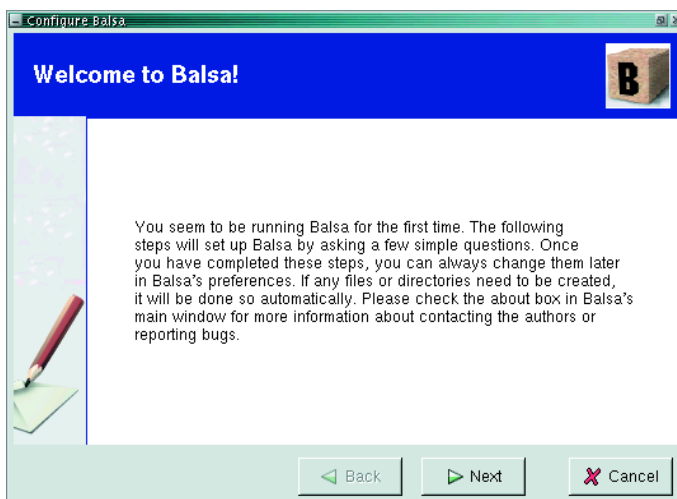 Configure Balsa
Welcome to Balsa!
B
You seem to be running Balsa for the first time. The following
steps will set up Balsa by asking a few simple questions. Once
you have completed these steps, you can always change them later
in Balsa's preferences. If any files or directories need to be created,
it will be done so automatically. Please check the about box in Balsa's
main window for more information about contacting the authors or
reporting bugs.
Back
Next
Cancel